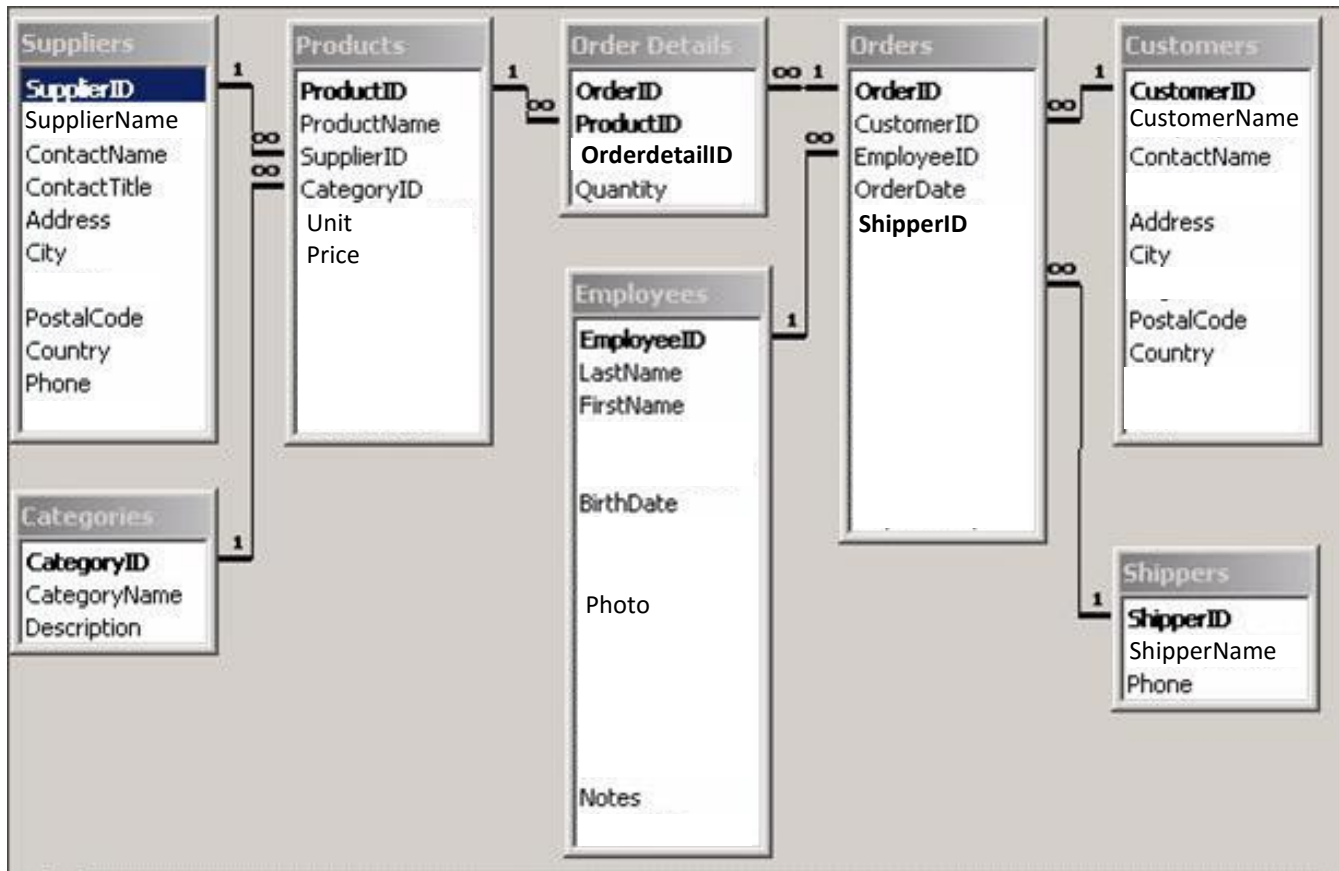 Suppliers
SupplierID
SupplierName
ContactName
ContactTitle
Address
City
PostalCode
Country
Phone
Categories
CategoryID
CategoryName
Description
1
∞
∞
1
Products
ProductID
ProductName
SupplierID
CategoryID
Unit
Price
1
∞
Order Details
OrderID
ProductID
OrderdetailID
Quantity
Employees
EmployeeID
LastName
FirstName
BirthDate
Photo
Notes
∞ 1
∞
1
Orders
OrderID
CustomerID
EmployeeID
OrderDate
ShipperID
1
∞
∞
1
Customers
CustomerID
CustomerName
ContactName
Address
City
PostalCode
Country
Shippers
ShipperID
ShipperName
Phone